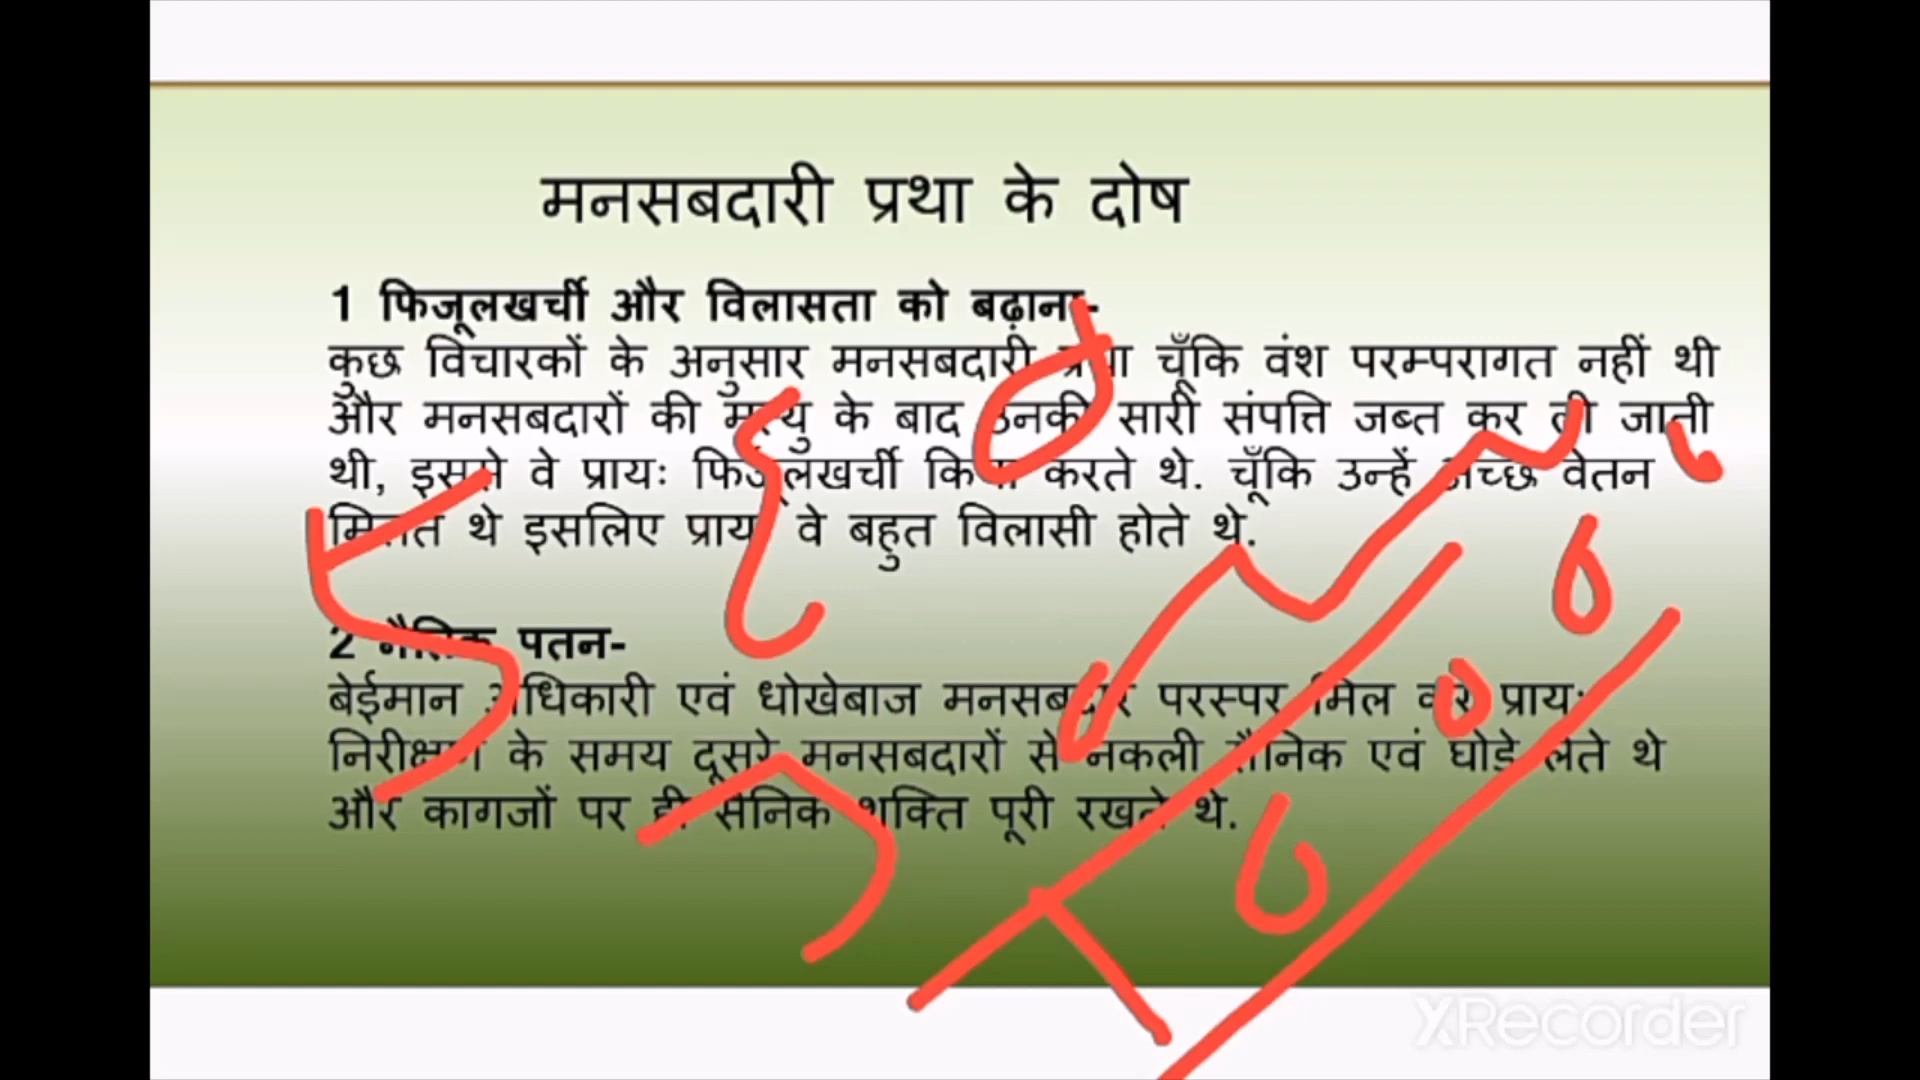 मनसबदारी प्रथा के दोष
1 फिजूलखर्ची और विलासता को बढ़ाना-
कुछ विचारकों के अनुसार मनसबदारी प्रथा चूँकि वंश परम्परागत नहीं थी
और मनसबदारों की मृत्यु के बाद उनकी सारी संपत्ति जब्त कर ली जाती
थी, इससे वे प्रायः फिजूलखर्ची किया करते थे. चूँकि उन्हें अच्छे वेतन
मिलते थे इसलिए प्रायः वे बहुत विलासी होते थे.
2 नैतिक पतन-
बेईमान अधिकारी एवं धोखेबाज मनसबदार परस्पर मिल कर प्रायः
निरीक्षण के समय दूसरे मनसबदारों से नकली सैनिक एवं घोड़े लेते थे
और कागजों पर ही सैनिक शक्ति पूरी रखते थे.
XRecorder